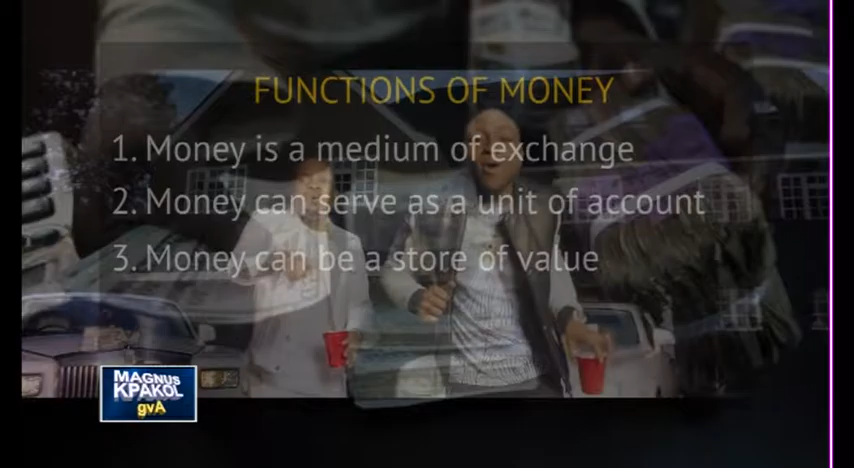 FUNCTIONS OF MONEY
1. Money is a medium of exchange
2. Money can serve as a unit of account
3. Money can be a store of value
MAGNUS
KPAKOL
gvA